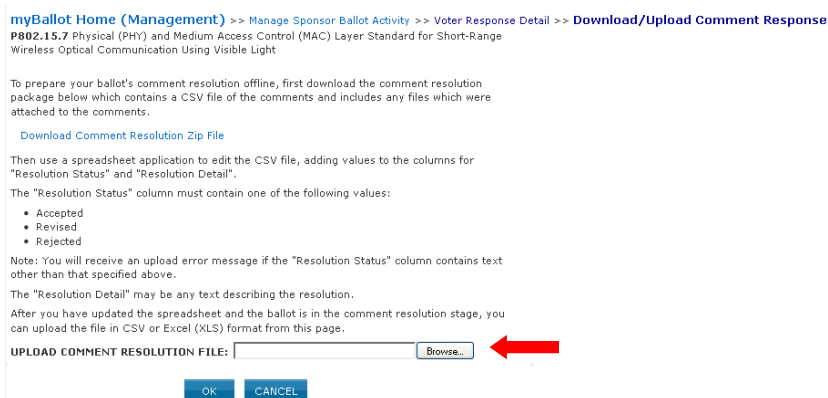 myBallot Home (Management) >> Manage Sponsor Ballot Activity >> Voter Response Detail >> Download/Upload Comment Response
P802.15.7 Physical (PHY) and Medium Access Control (MAC) Layer Standard for Short-Range
Wireless Optical Communication Using Visible Light
To prepare your ballot's comment resolution offline, first download the comment resolution
package below which contains a CSV file of the comments and includes any files which were
attached to the comments.
Download Comment Resolution Zip File
Then use a spreadsheet application to edit the CSV file, adding values to the columns for
"Resolution Status" and "Resolution Detail".
The "Resolution Status" column must contain one of the following values:
• Accepted
• Revised
• Rejected
Note: You will receive an upload error message if the "Resolution Status" column contains text
other than that specified above.
The "Resolution Detail" may be any text describing the resolution.
After you have updated the spreadsheet and the ballot is in the comment resolution stage, you
can upload the file in CSV or Excel (XLS) format from this page.
UPLOAD COMMENT RESOLUTION FILE: Browse...
OK CANCEL